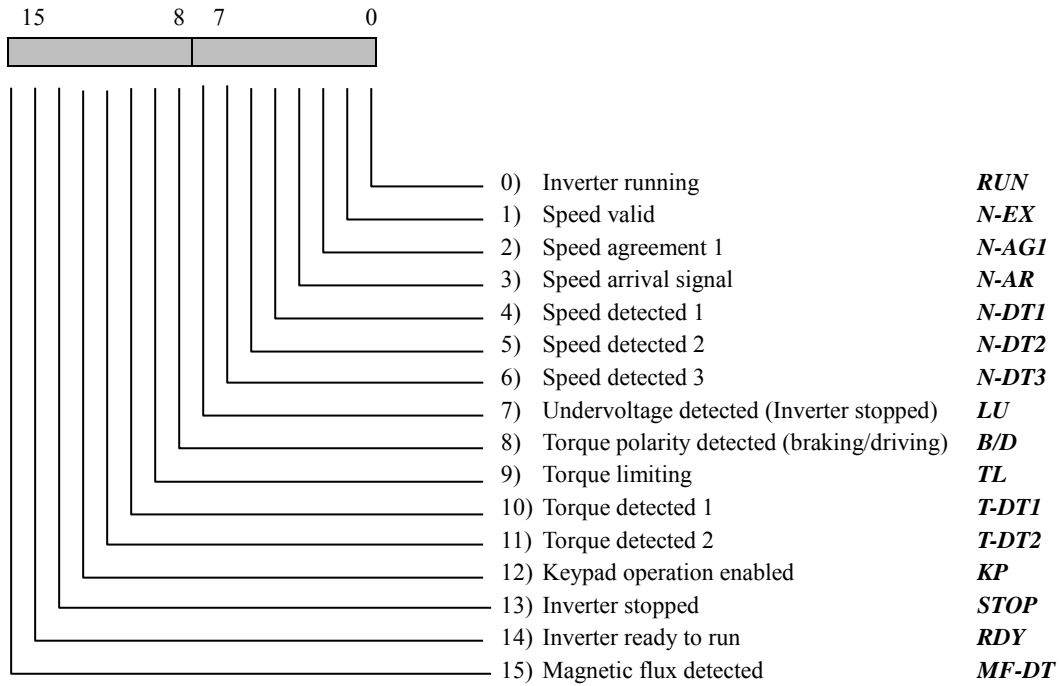 15 8 7 0
0) Inverter running RUN
1) Speed valid N-EX
2) Speed agreement 1 N-AG1
3) Speed arrival signal N-AR
4) Speed detected 1 N-DT1
5) Speed detected 2 N-DT2
6) Speed detected 3 N-DT3
7) Undervoltage detected (Inverter stopped) LU
8) Torque polarity detected (braking/driving) B/D
9) Torque limiting TL
10) Torque detected 1 T-DT1
11) Torque detected 2 T-DT2
12) Keypad operation enabled KP
13) Inverter stopped STOP
14) Inverter ready to run RDY
15) Magnetic flux detected MF-DT